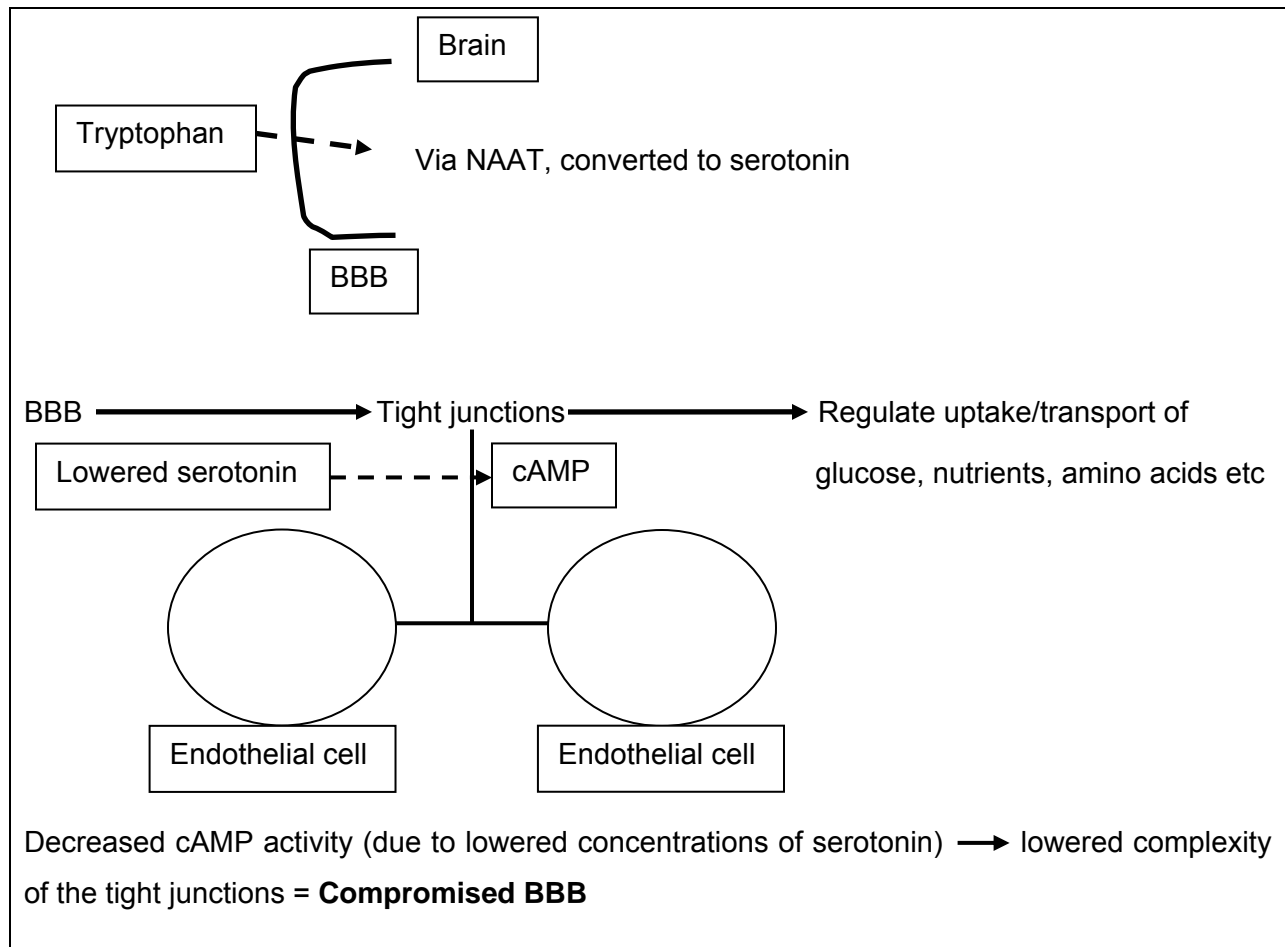 Brain
Tryptophan
Via NAAT, converted to serotonin
BBB
BBB Tight junctions Regulate uptake/transport of
Lowered serotonin cAMP glucose, nutrients, amino acids etc
Endothelial cell Endothelial cell
Decreased cAMP activity (due to lowered concentrations of serotonin) → lowered complexity
of the tight junctions = Compromised BBB